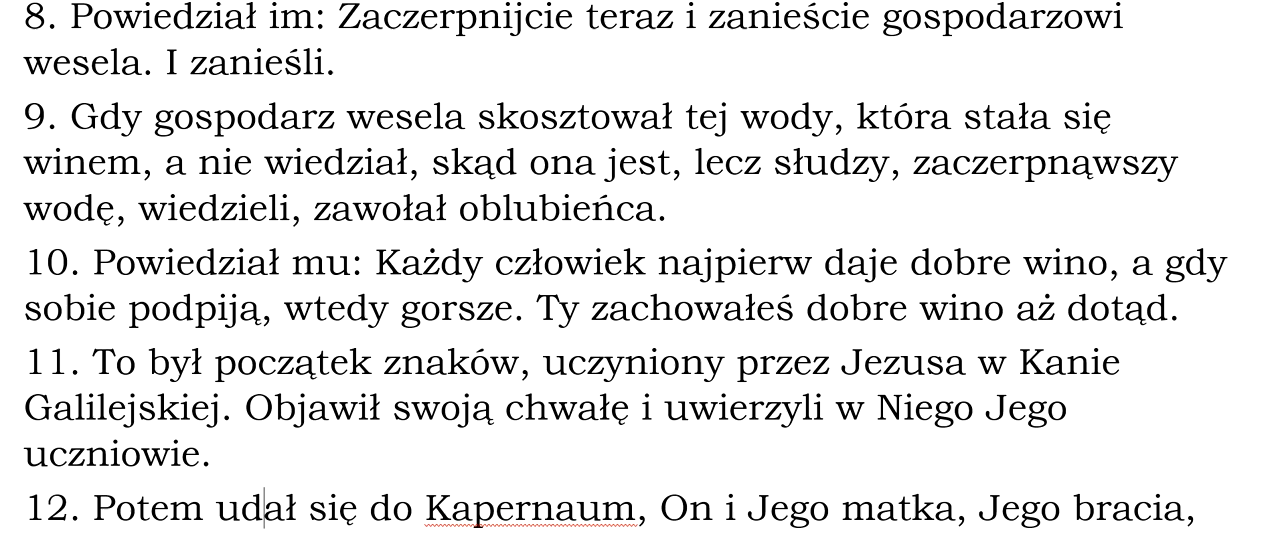 8. Powiedział im: Zaczerpnijcie teraz i zanieście gospodarzowi
wesela. I zanieśli.
9. Gdy gospodarz wesela skosztował tej wody, która stała się
winem, a nie wiedział, skąd ona jest, lecz słudzy, zaczerpnąwszy
wodę, wiedzieli, zawołał oblubieńca.
10. Powiedział mu: Każdy człowiek najpierw daje dobre wino, a gdy
sobie podpiją, wtedy gorsze. Ty zachowałeś dobre wino aż dotąd.
11. To był początek znaków, uczyniony przez Jezusa w Kanie
Galilejskiej. Objawił swoją chwałę i uwierzyli w Niego Jego
uczniowie.
12. Potem udał się do Kapernaum, On i Jego matka, Jego bracia,